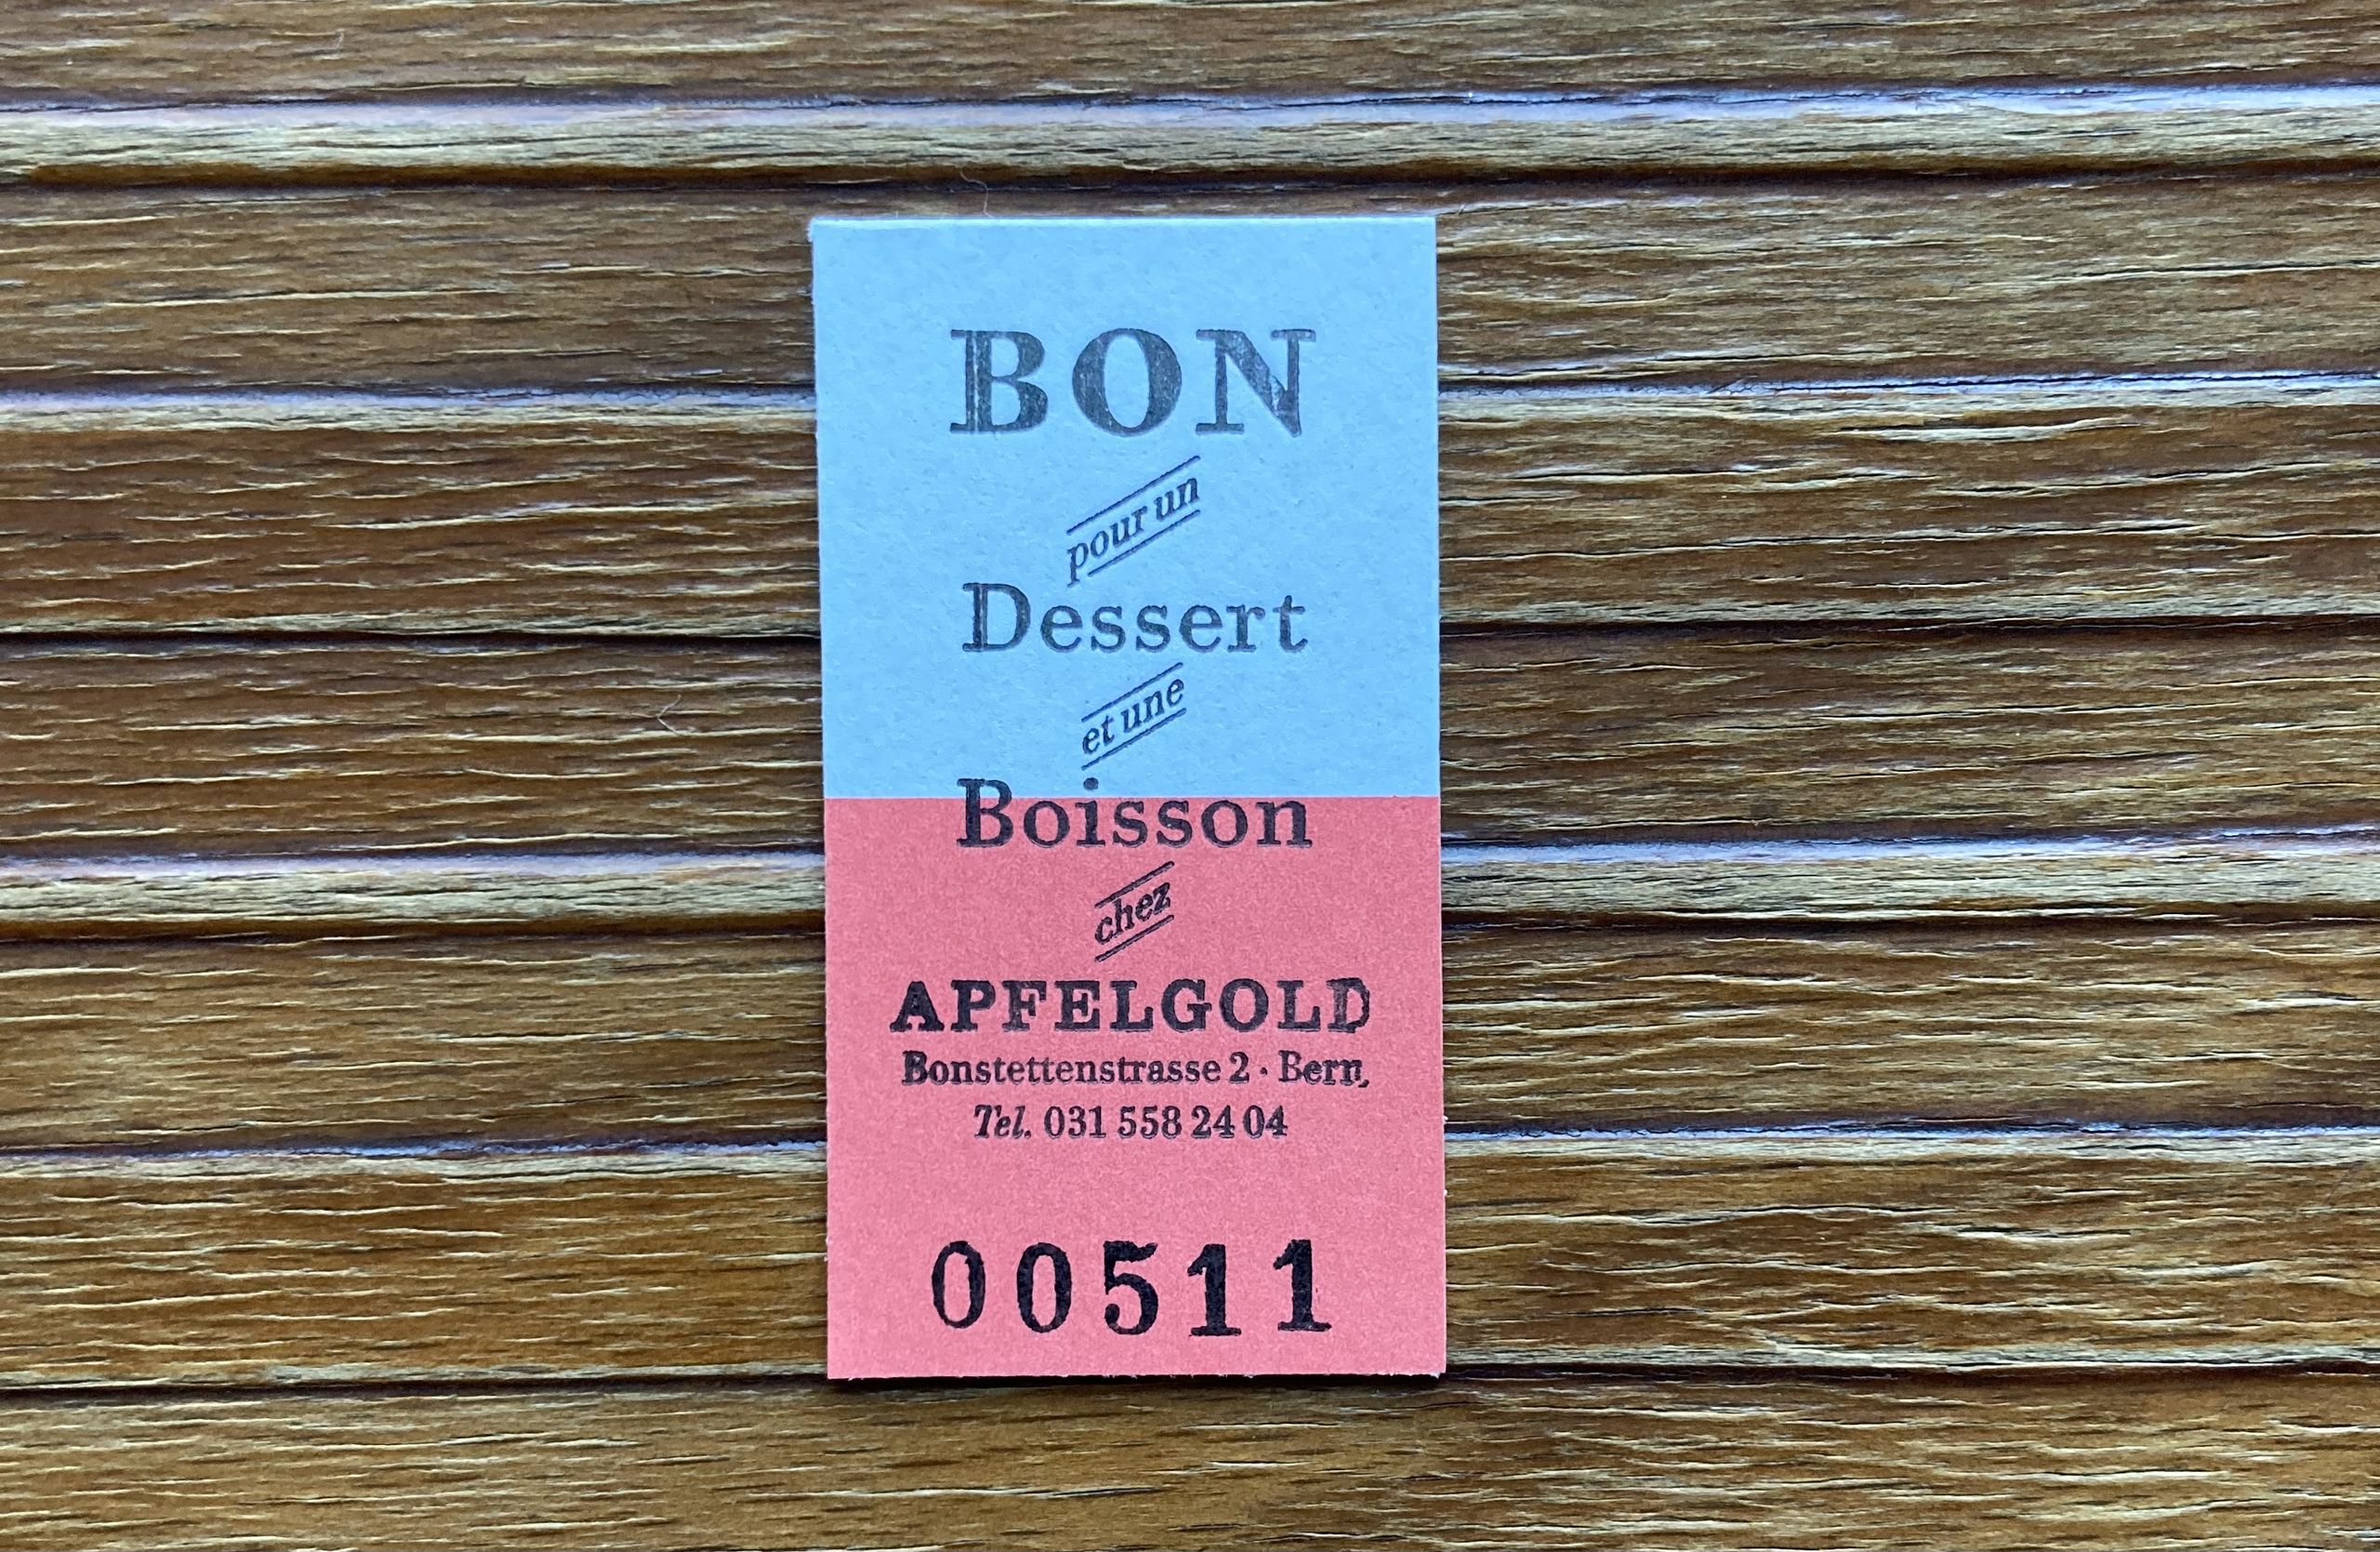 BON
pour un
Dessert
et une
Boisson
chez
APFELGOLD
Bonstettenstrasse 2 · Bern,
Tel. 031 558 24 04
00511